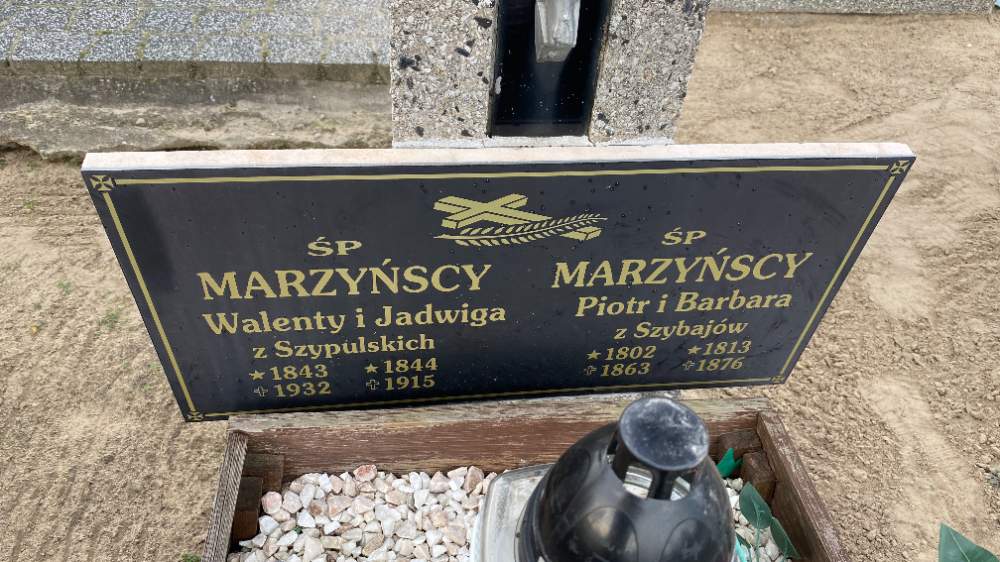 ŚP
MARZYŃSCY
Walenty i Jadwiga
z Szypulskich
★1843 ★1844
✞1932 ✞1915
ŚP
MARZYŃSCY
Piotr i Barbara
z Szybajów
★1802 ★1813
✞1863 ✞1876